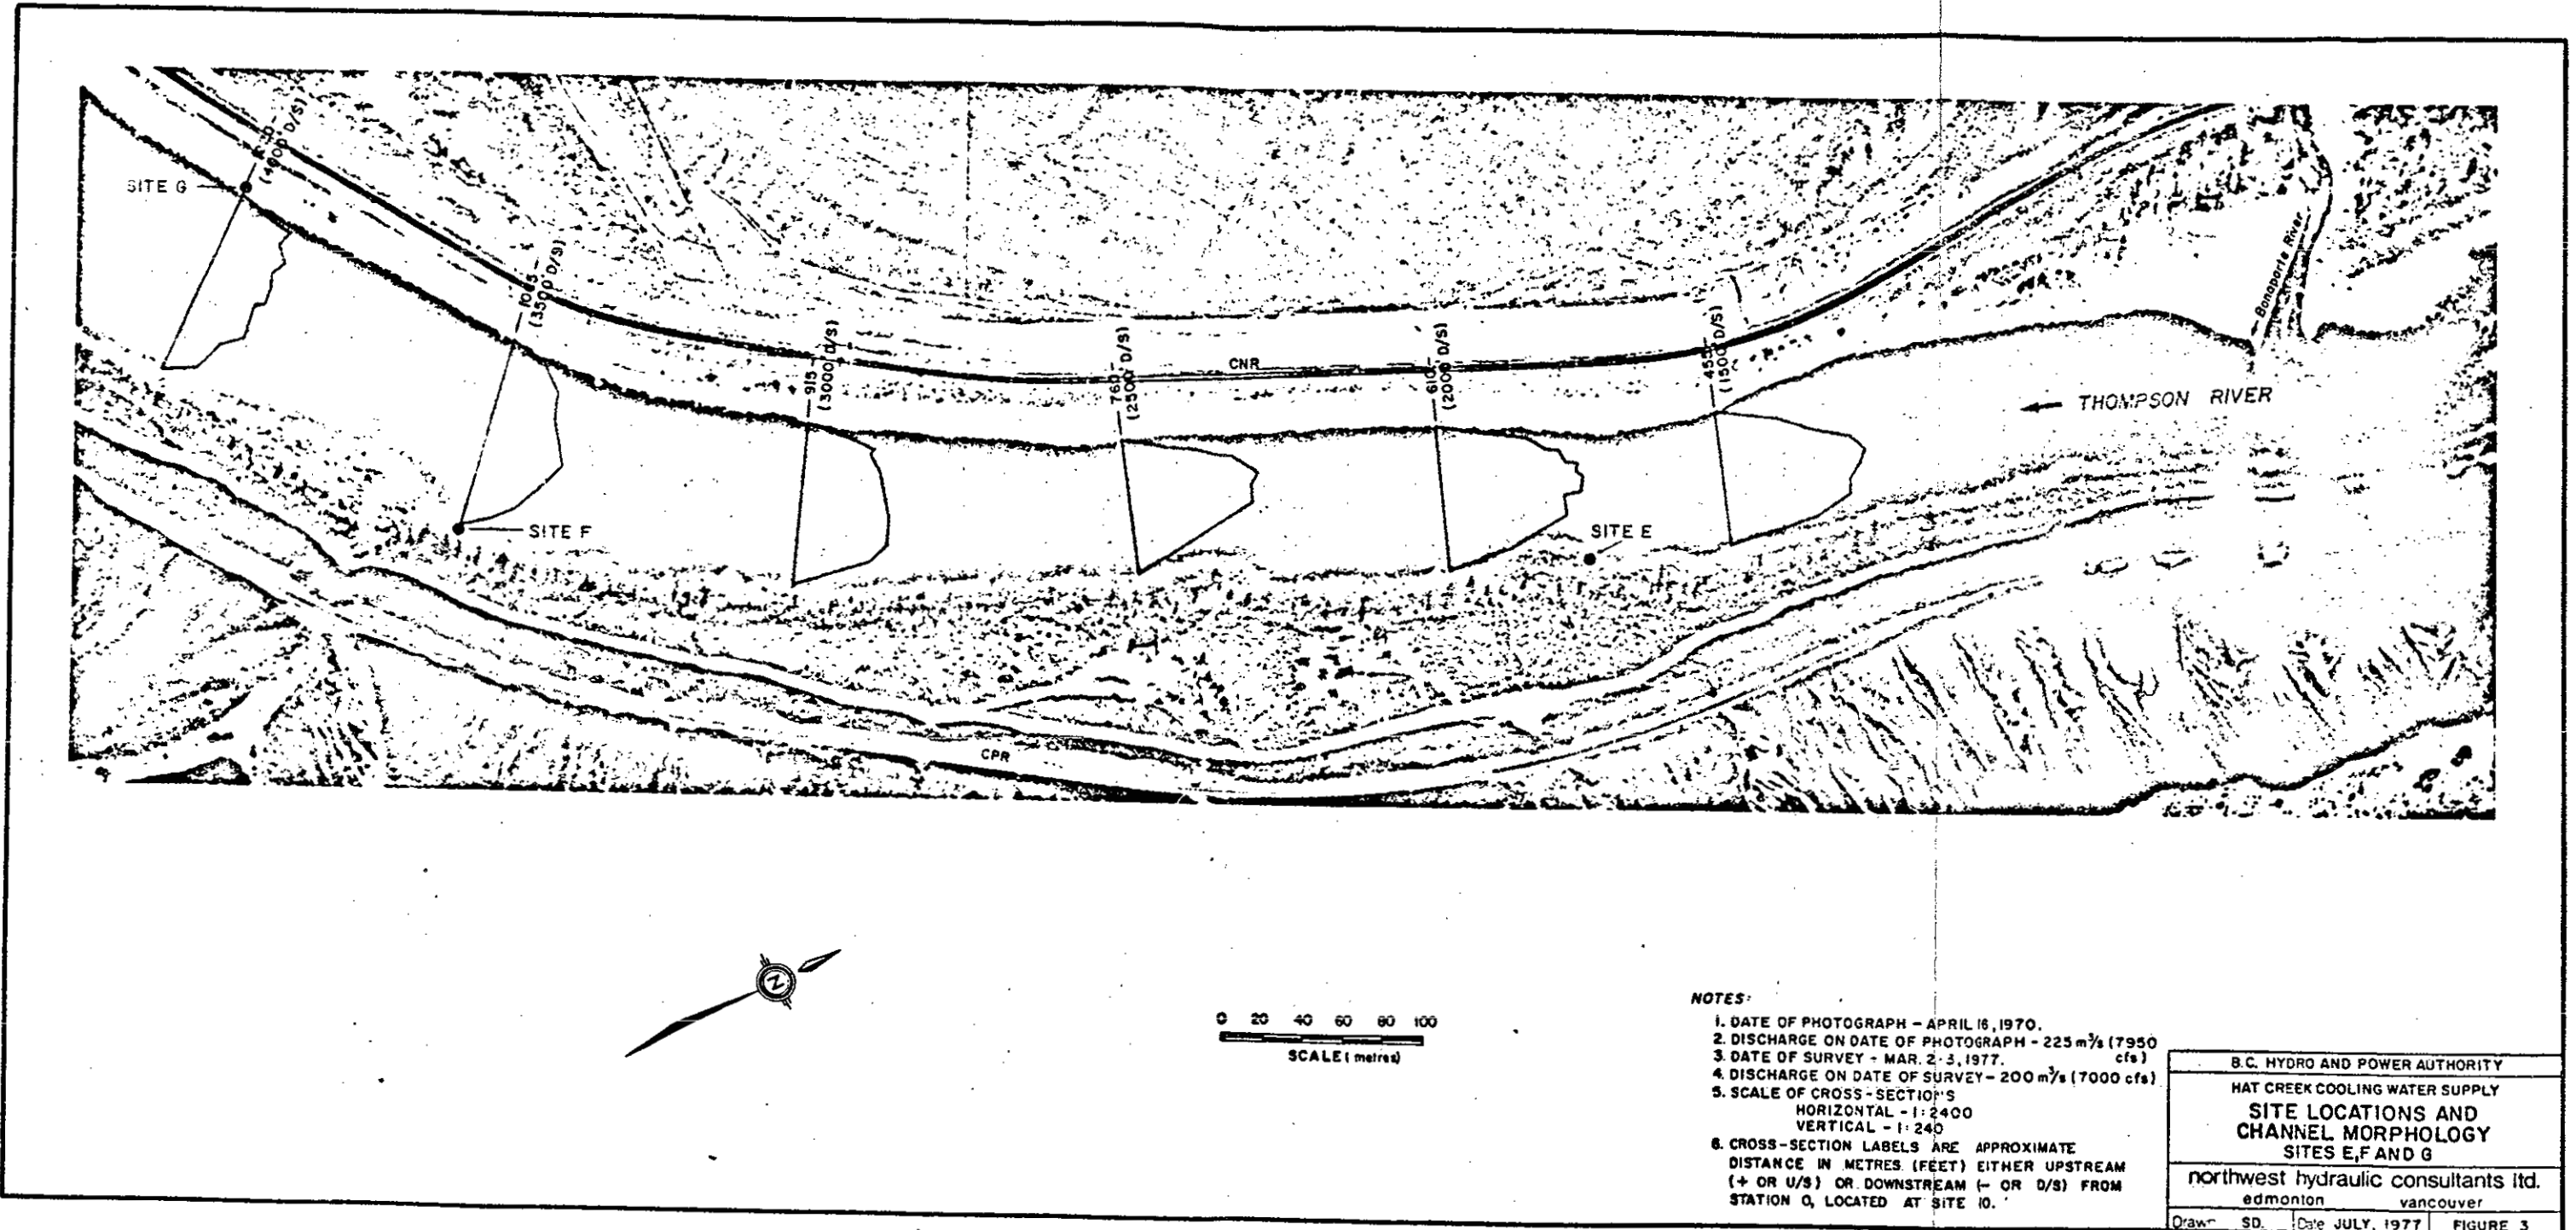 SITE G
(4000 D/S)
(3500 D/S)
915 -
(3000 D/S)
760 -
(2500 D/S)
610 -
(2000 D/S)
455 -
(1500 D/S)
CNR
Bonaparte River
THOMPSON RIVER
SITE F
SITE E
CPR
N
0 20 40 60 80 100
SCALE (metres)
NOTES:
1. DATE OF PHOTOGRAPH - APRIL 16, 1970.
2. DISCHARGE ON DATE OF PHOTOGRAPH - 225 m³/s (7950
cfs)
3. DATE OF SURVEY - MAR. 2-3, 1977.
4. DISCHARGE ON DATE OF SURVEY - 200 m³/s (7000 cfs)
5. SCALE OF CROSS-SECTIONS
HORIZONTAL - 1:2400
VERTICAL - 1:240
6. CROSS-SECTION LABELS ARE APPROXIMATE
DISTANCE IN METRES (FEET) EITHER UPSTREAM
(+ OR U/S) OR DOWNSTREAM (- OR D/S) FROM
STATION 0, LOCATED AT SITE 10.
B.C. HYDRO AND POWER AUTHORITY
HAT CREEK COOLING WATER SUPPLY
SITE LOCATIONS AND
CHANNEL MORPHOLOGY
SITES E,F AND G
northwest hydraulic consultants ltd.
edmonton vancouver
Drawn SD. Date JULY, 1977 FIGURE 3